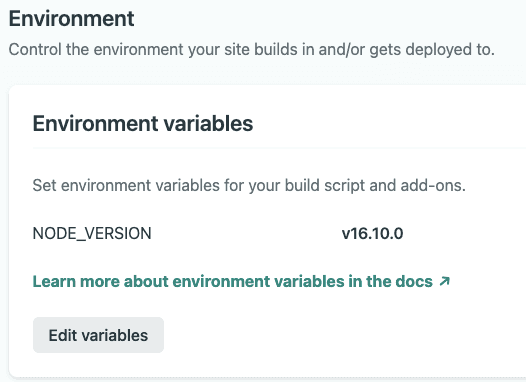 Environment
Control the environment your site builds in and/or gets deployed to.
Environment variables
Set environment variables for your build script and add-ons.
NODE_VERSION v16.10.0
Learn more about environment variables in the docs ↗
Edit variables